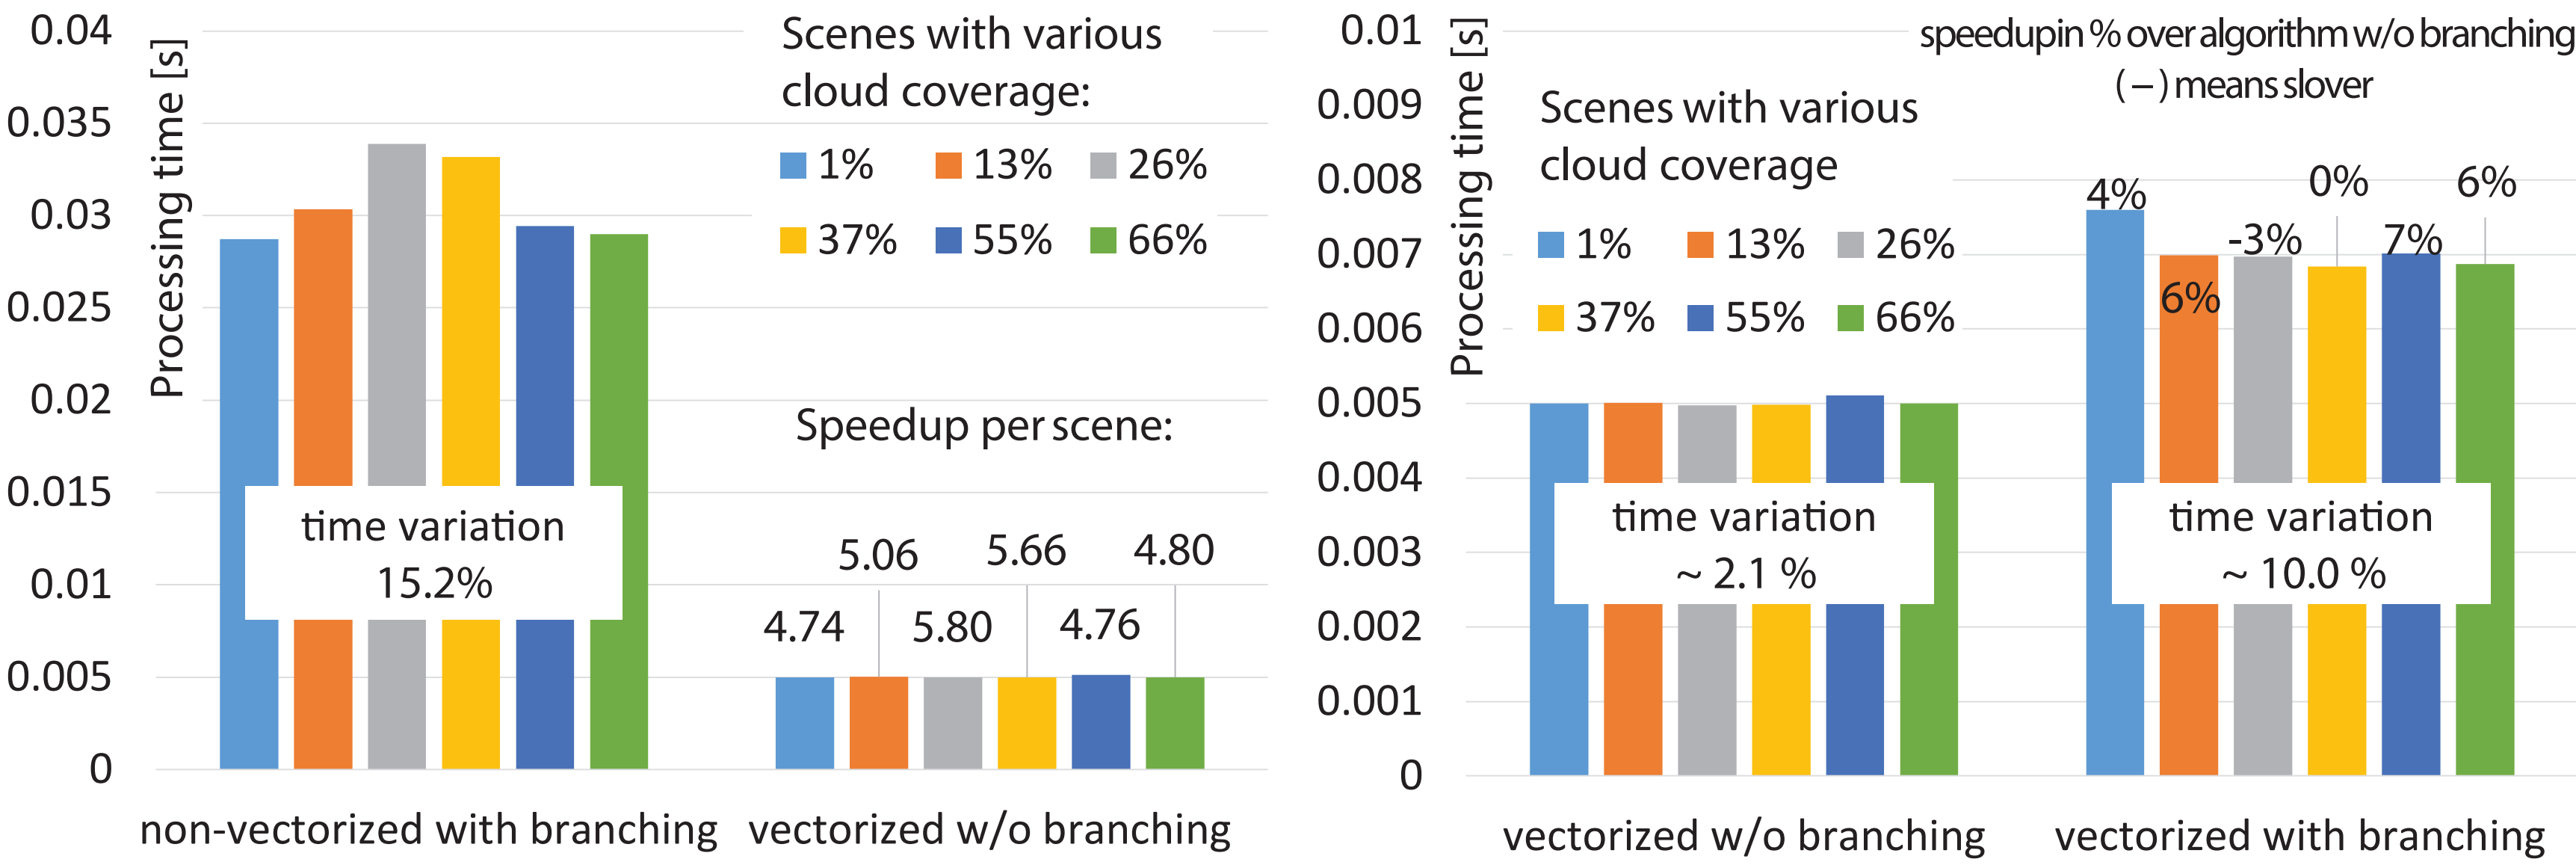 0.04
0.035
0.03
0.025
0.02
0.015
0.01
0.005
0
Processing time [s]
Scenes with various
cloud coverage:
1% 13% 26%
37% 55% 66%
Speedup per scene:
time variation
15.2%
5.06 5.66 4.80
4.74 5.80 4.76
non-vectorized with branching vectorized w/o branching
0.01
0.009
0.008
0.007
0.006
0.005
0.004
0.003
0.002
0.001
0
Processing time [s]
speedupin % over algorithm w/o branching
(–) means slover
Scenes with various
cloud coverage
1% 13% 26%
37% 55% 66%
4% 6% -3% 0% 7% 6%
time variation
~ 2.1 %
time variation
~ 10.0 %
vectorized w/o branching vectorized with branching